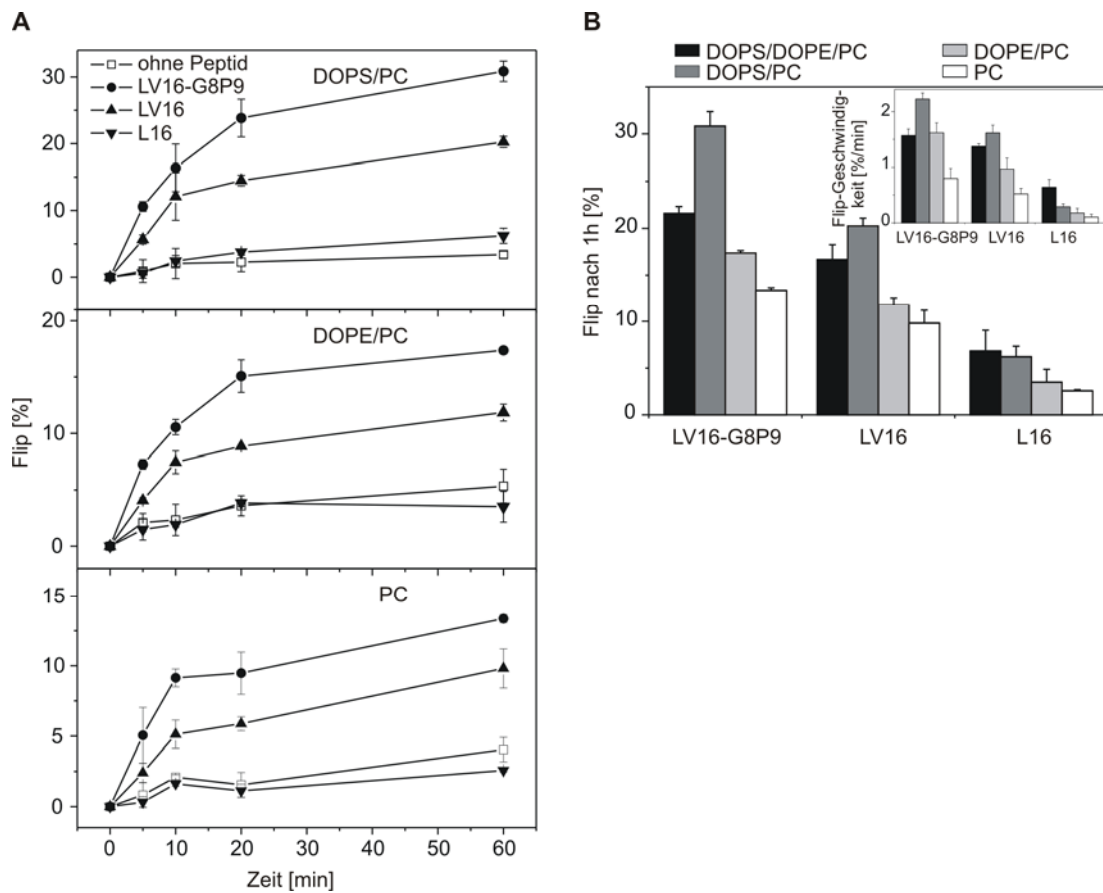 A
ohne Peptid
LV16-G8P9
LV16
L16
DOPS/PC
30
20
10
0
DOPE/PC
20
10
0
PC
15
10
5
0
Flip [%]
0 10 20 30 40 50 60
Zeit [min]
B
DOPS/DOPE/PC
DOPS/PC
DOPE/PC
PC
Flip nach 1h [%]
30
20
10
0
LV16-G8P9 LV16 L16
Flip-Geschwindig-
keit [%/min]
2
1
0
LV16-G8P9 LV16 L16